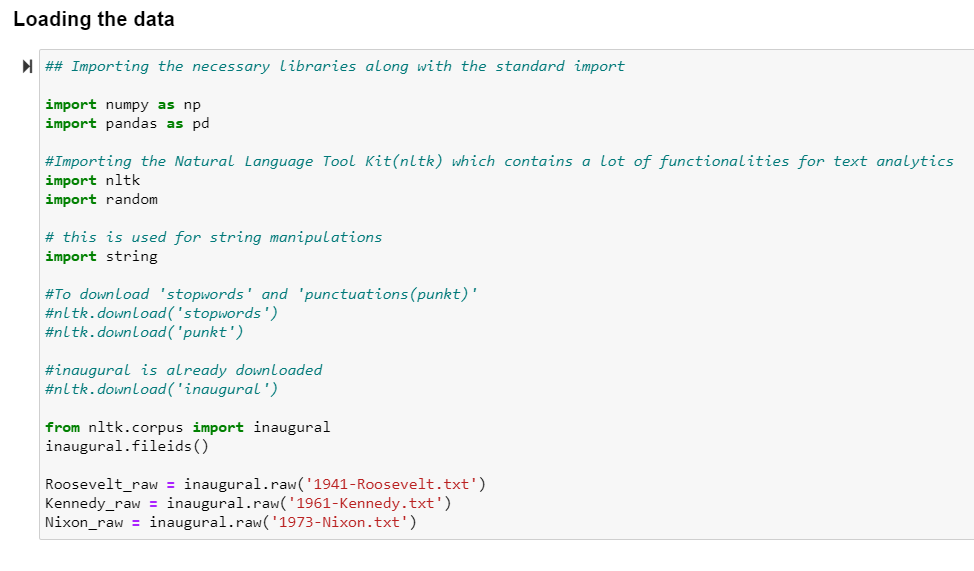 Loading the data
## Importing the necessary libraries along with the standard import
import numpy as np
import pandas as pd
#Importing the Natural Language Tool Kit(nltk) which contains a lot of functionalities for text analytics
import nltk
import random
# this is used for string manipulations
import string
#To download 'stopwords' and 'punctuations(punkt)'
#nltk.download('stopwords')
#nltk.download('punkt')
#inaugural is already downloaded
#nltk.download('inaugural')
from nltk.corpus import inaugural
inaugural.fileids()
Roosevelt_raw = inaugural.raw('1941-Roosevelt.txt')
Kennedy_raw = inaugural.raw('1961-Kennedy.txt')
Nixon_raw = inaugural.raw('1973-Nixon.txt')